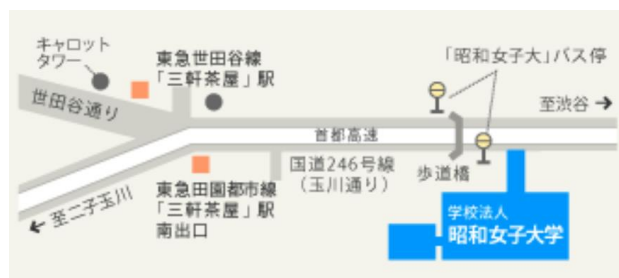 キャロット
タワー
東急世田谷線
「三軒茶屋」駅
「昭和女子大」バス停
世田谷通り
至渋谷→
首都高速
国道246号線
（玉川通り）
歩道橋
←至二子玉川
東急田園都市線
「三軒茶屋」駅
南出口
学校法人
昭和女子大学